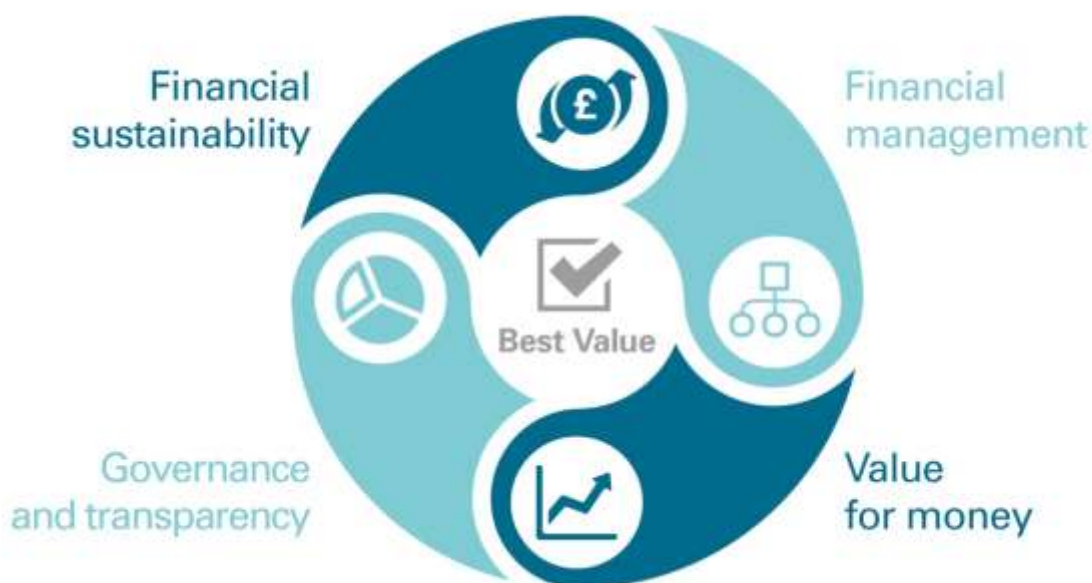 Financial
sustainability
£
Financial
management
Best Value
Governance
and transparency
Value
for money